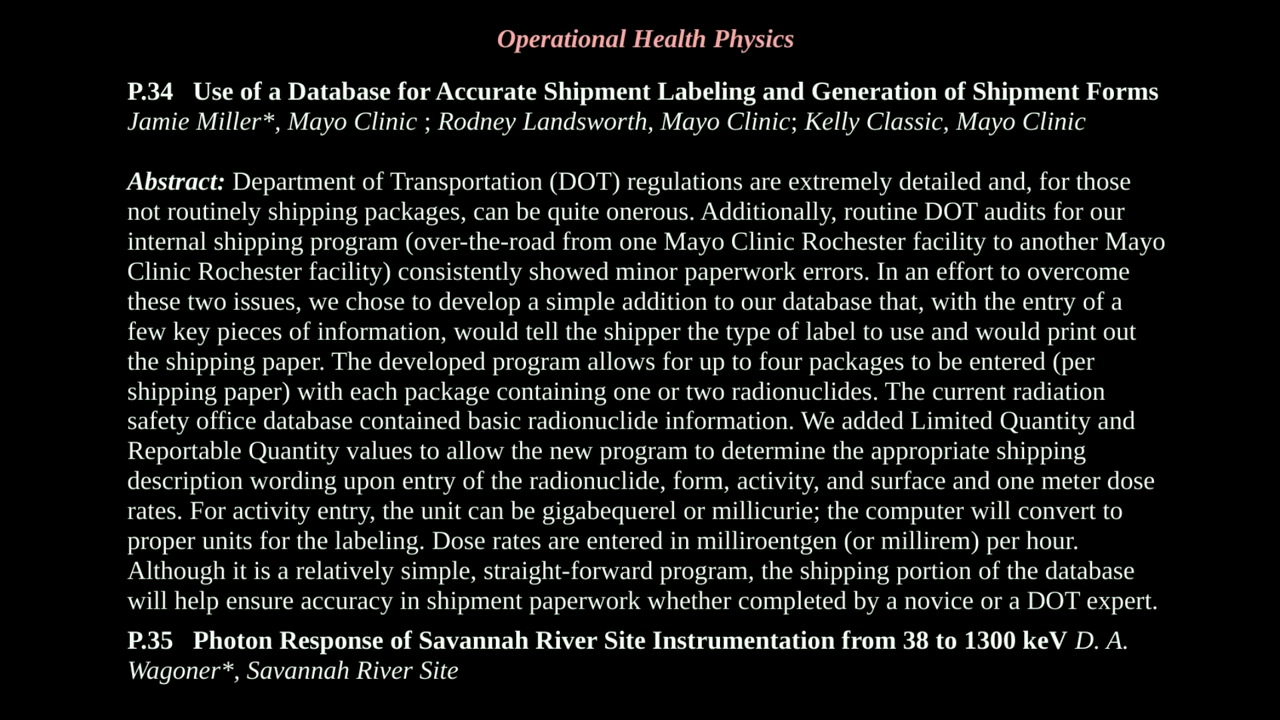 Operational Health Physics
P.34 Use of a Database for Accurate Shipment Labeling and Generation of Shipment Forms
Jamie Miller*, Mayo Clinic ; Rodney Landsworth, Mayo Clinic; Kelly Classic, Mayo Clinic
Abstract: Department of Transportation (DOT) regulations are extremely detailed and, for those
not routinely shipping packages, can be quite onerous. Additionally, routine DOT audits for our
internal shipping program (over-the-road from one Mayo Clinic Rochester facility to another Mayo
Clinic Rochester facility) consistently showed minor paperwork errors. In an effort to overcome
these two issues, we chose to develop a simple addition to our database that, with the entry of a
few key pieces of information, would tell the shipper the type of label to use and would print out
the shipping paper. The developed program allows for up to four packages to be entered (per
shipping paper) with each package containing one or two radionuclides. The current radiation
safety office database contained basic radionuclide information. We added Limited Quantity and
Reportable Quantity values to allow the new program to determine the appropriate shipping
description wording upon entry of the radionuclide, form, activity, and surface and one meter dose
rates. For activity entry, the unit can be gigabequerel or millicurie; the computer will convert to
proper units for the labeling. Dose rates are entered in milliroentgen (or millirem) per hour.
Although it is a relatively simple, straight-forward program, the shipping portion of the database
will help ensure accuracy in shipment paperwork whether completed by a novice or a DOT expert.
P.35 Photon Response of Savannah River Site Instrumentation from 38 to 1300 keV D. A.
Wagoner*, Savannah River Site